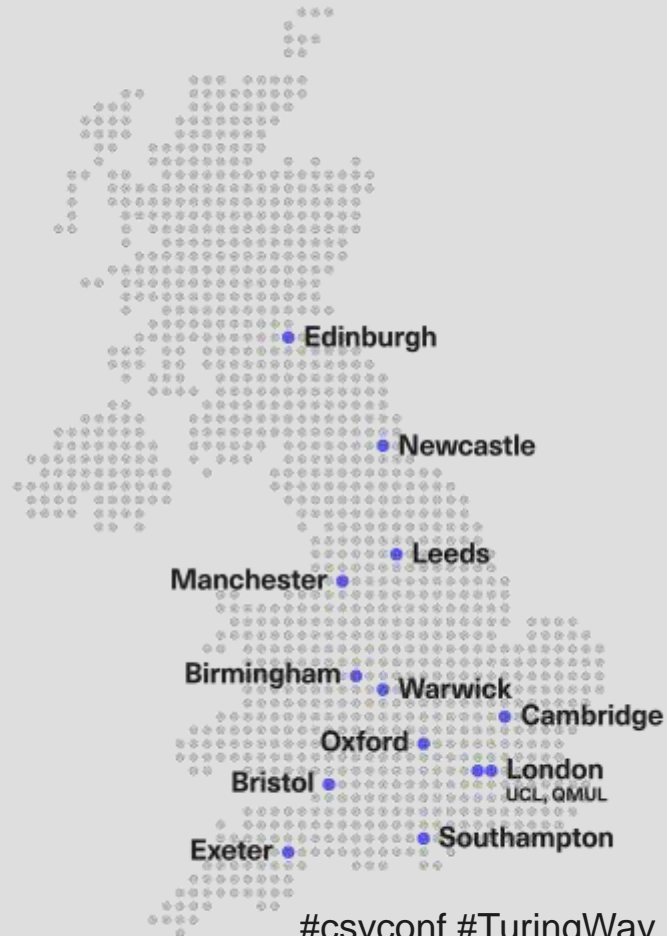 Edinburgh
Newcastle
Leeds
Manchester
Birmingham
Warwick
Cambridge
Oxford
London
UCL, QMUL
Bristol
Southampton
Exeter
#csvconf #TuringWay